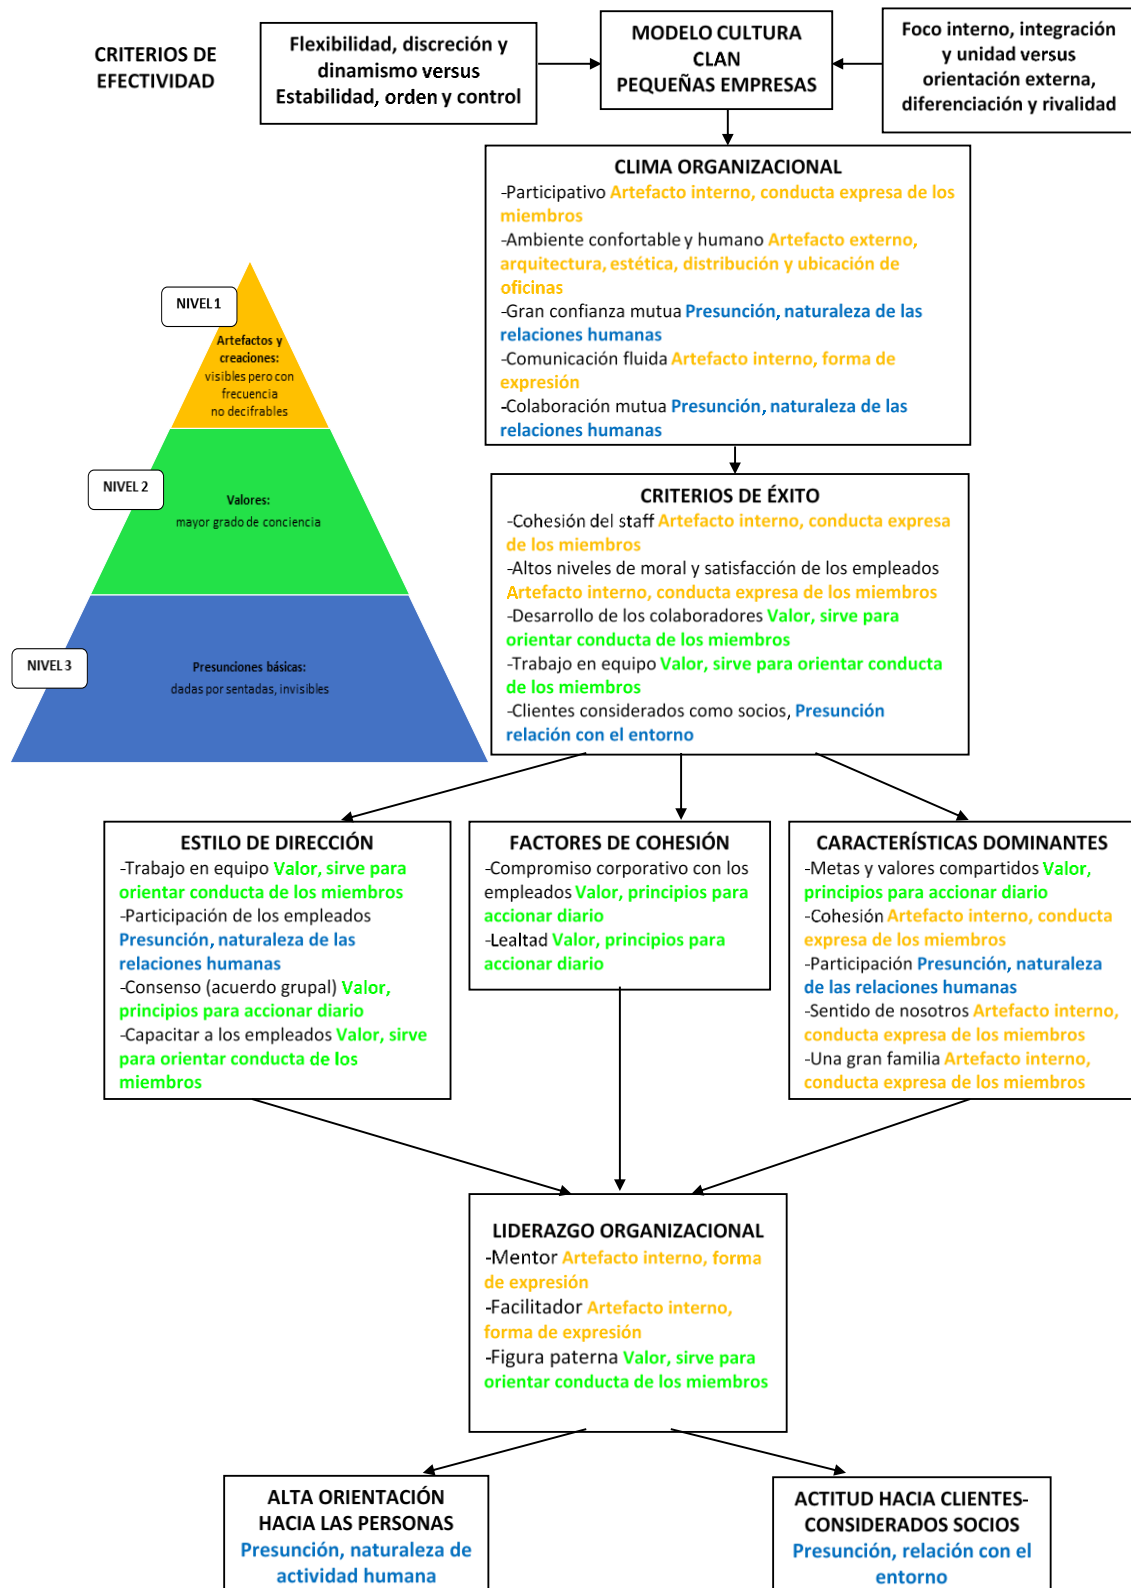 CRITERIOS DE
EFECTIVIDAD
Flexibilidad, discreción y
dinamismo versus
Estabilidad, orden y control
MODELO CULTURA
CLAN
PEQUEÑAS EMPRESAS
Foco interno, integración
y unidad versus
orientación externa,
diferenciación y rivalidad
CLIMA ORGANIZACIONAL
-Participativo Artefacto interno, conducta expresa de los
miembros
-Ambiente confortable y humano Artefacto externo,
arquitectura, estética, distribución y ubicación de
oficinas
-Gran confianza mutua Presunción, naturaleza de las
relaciones humanas
-Comunicación fluida Artefacto interno, forma de
expresión
-Colaboración mutua Presunción, naturaleza de las
relaciones humanas
NIVEL 1
Artefactos y
creaciones:
visibles pero con
frecuencia
no decifrables
NIVEL 2
Valores:
mayor grado de conciencia
NIVEL 3
Presunciones básicas:
dadas por sentadas, invisibles
CRITERIOS DE ÉXITO
-Cohesión del staff Artefacto interno, conducta expresa
de los miembros
-Altos niveles de moral y satisfacción de los empleados
Artefacto interno, conducta expresa de los miembros
-Desarrollo de los colaboradores Valor, sirve para
orientar conducta de los miembros
-Trabajo en equipo Valor, sirve para orientar conducta
de los miembros
-Clientes considerados como socios, Presunción
relación con el entorno
ESTILO DE DIRECCIÓN
-Trabajo en equipo Valor, sirve para
orientar conducta de los miembros
-Participación de los empleados
Presunción, naturaleza de las
relaciones humanas
-Consenso (acuerdo grupal) Valor,
principios para accionar diario
-Capacitar a los empleados Valor, sirve
para orientar conducta de los
miembros
FACTORES DE COHESIÓN
-Compromiso corporativo con los
empleados Valor, principios para
accionar diario
-Lealtad Valor, principios para
accionar diario
CARACTERÍSTICAS DOMINANTES
-Metas y valores compartidos Valor,
principios para accionar diario
-Cohesión Artefacto interno, conducta
expresa de los miembros
-Participación Presunción, naturaleza
de las relaciones humanas
-Sentido de nosotros Artefacto interno,
conducta expresa de los miembros
-Una gran familia Artefacto interno,
conducta expresa de los miembros
LIDERAZGO ORGANIZACIONAL
-Mentor Artefacto interno, forma
de expresión
-Facilitador Artefacto interno,
forma de expresión
-Figura paterna Valor, sirve para
orientar conducta de los miembros
ALTA ORIENTACIÓN
HACIA LAS PERSONAS
Presunción, naturaleza de
actividad humana
ACTITUD HACIA CLIENTES-
CONSIDERADOS SOCIOS
Presunción, relación con el
entorno